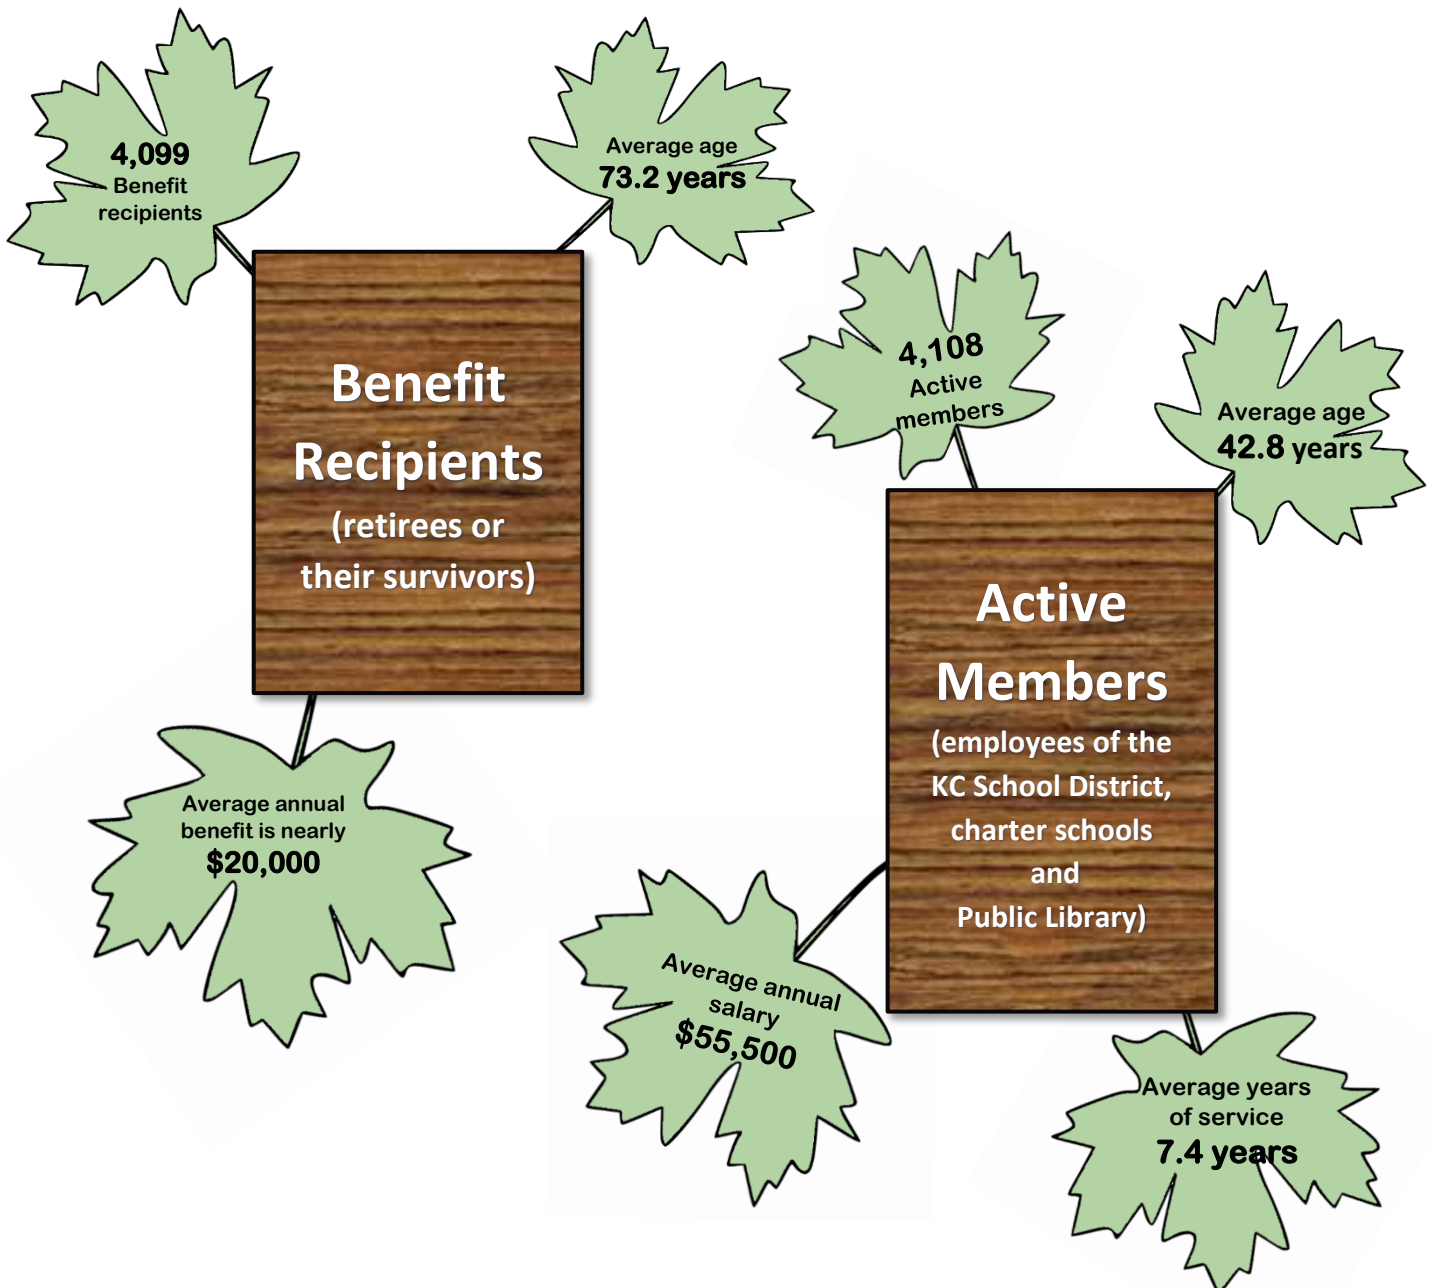 4,099
Benefit
recipients
Average age
73.2 years
Benefit
Recipients
(retirees or
their survivors)
Average annual
benefit is nearly
$20,000
4,108
Active
members
Average age
42.8 years
Active
Members
(employees of the
KC School District,
charter schools
and
Public Library)
Average annual
salary
$55,500
Average years
of service
7.4 years